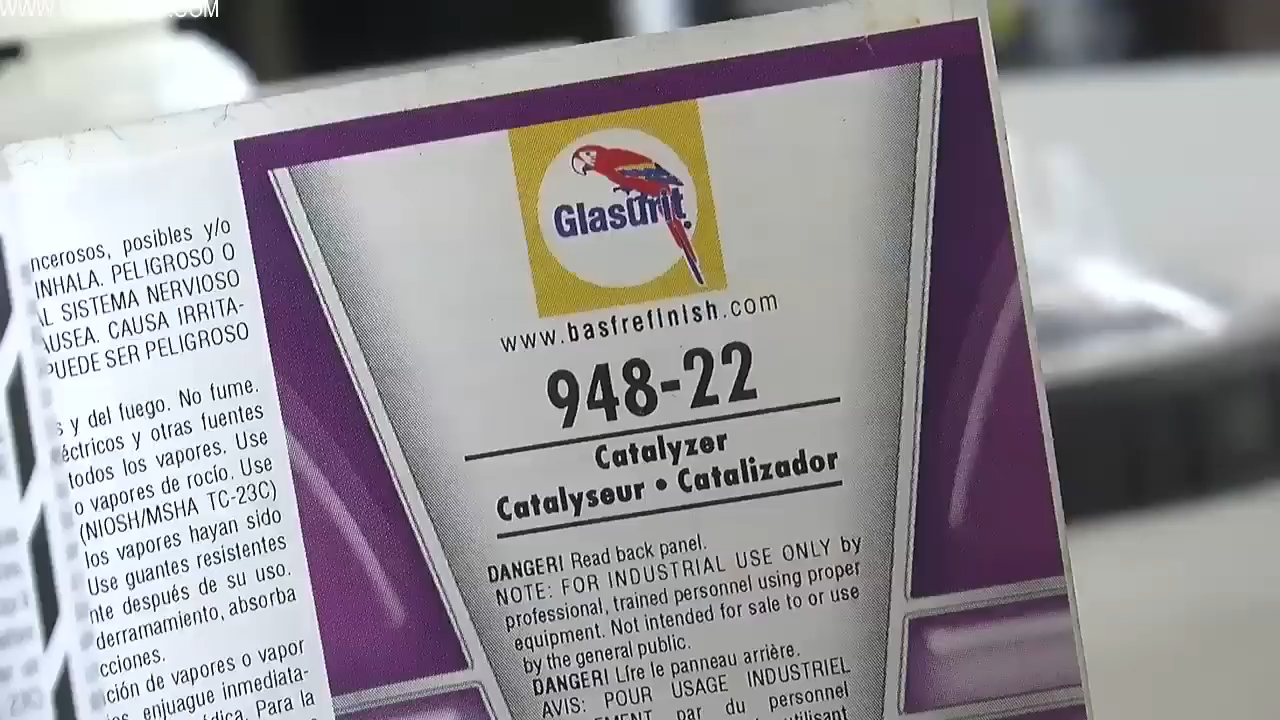 ncerosos, posibles y/o
INHALA. PELIGROSO O
L SISTEMA NERVIOSO
USEA. CAUSA IRRITA-
PUEDE SER PELIGROSO
s y del fuego. No fume.
éctricos y otras fuentes
todos los vapores. Use
o vapores de rocío. Use
(NIOSH/MSHA TC-23C)
los vapores hayan sido
Use guantes resistentes
nte después de su uso.
derramamiento, absorba
cciones.
ción de vapores o vapor
enjuague inmediata-
Para la
Glasurit
www.basfrefinish.com
948-22
Catalyzer
Catalyseur • Catalizador
DANGER! Read back panel.
NOTE: FOR INDUSTRIAL USE ONLY by
professional, trained personnel using proper
equipment. Not intended for sale to or use
by the general public.
DANGER! Lire le panneau arrière.
AVIS: POUR USAGE INDUSTRIEL
par du personnel
utilisant